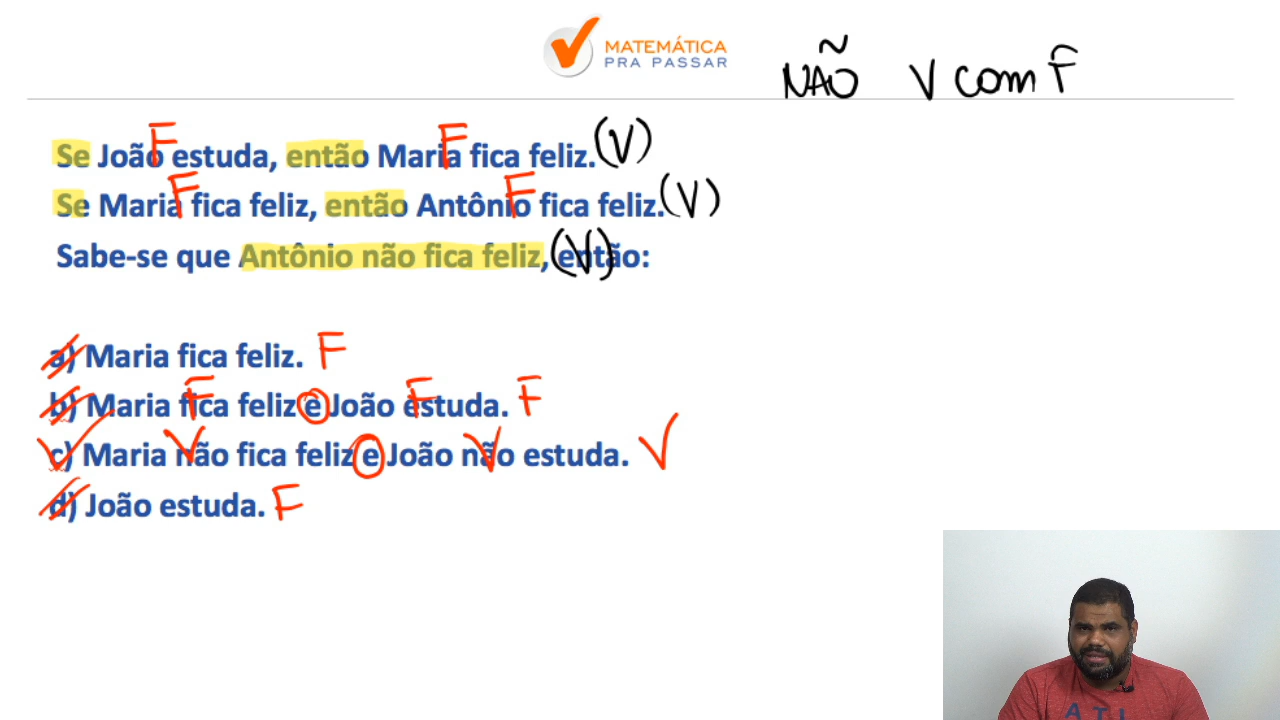 MATEMÁTICA
PRA PASSAR
NÃO V com F
F F
Se João estuda, então Maria fica feliz. (V)
F F
Se Maria fica feliz, então Antônio fica feliz. (V)
Sabe-se que Antônio não fica feliz, (V) então:
a) Maria fica feliz. F
F F
b) Maria fica feliz e João estuda. F
V V
c) Maria não fica feliz e João não estuda. V
d) João estuda. F